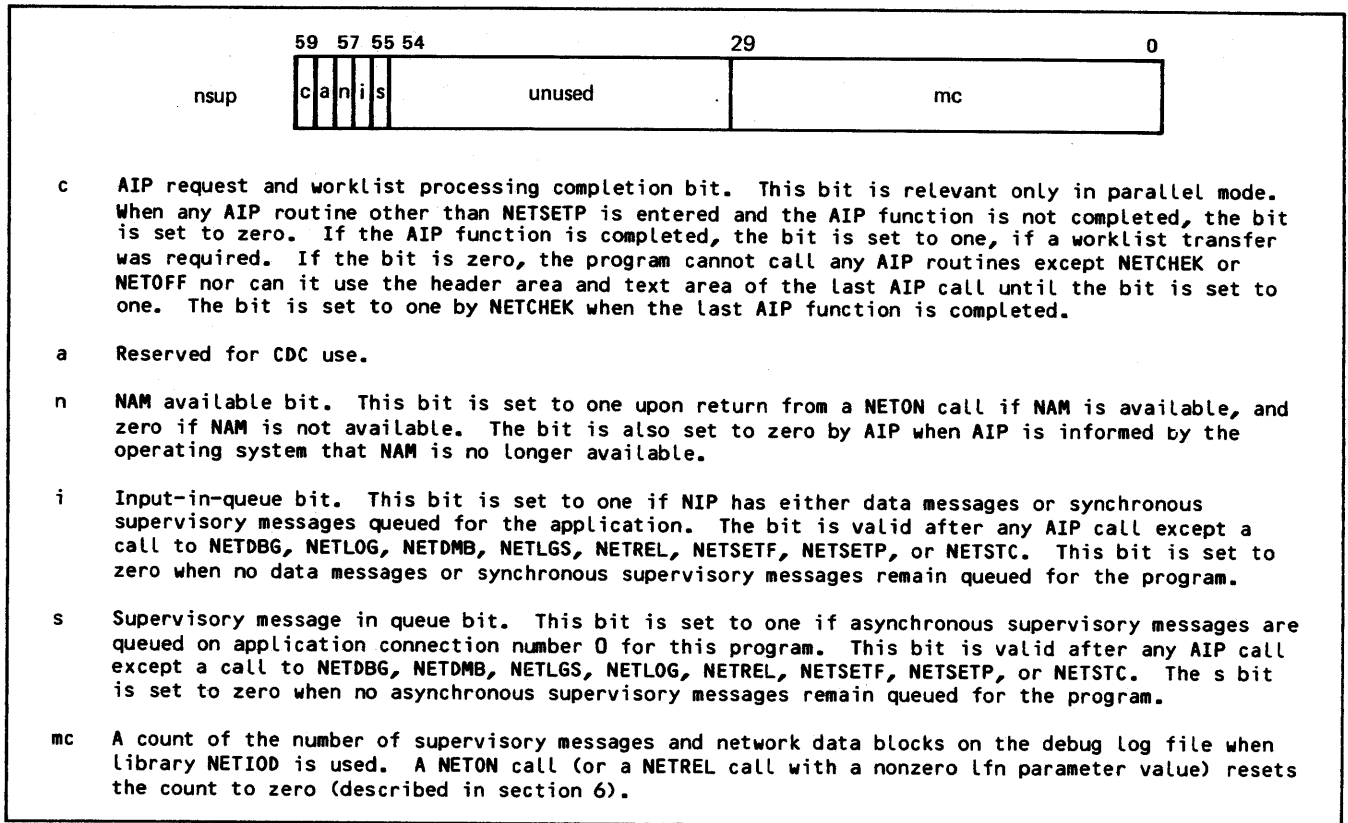 59 57 55 54 29 0
nsup c a n i s unused mc
c AIP request and worklist processing completion bit. This bit is relevant only in parallel mode.
When any AIP routine other than NETSETP is entered and the AIP function is not completed, the bit
is set to zero. If the AIP function is completed, the bit is set to one, if a worklist transfer
was required. If the bit is zero, the program cannot call any AIP routines except NETCHEK or
NETOFF nor can it use the header area and text area of the last AIP call until the bit is set to
one. The bit is set to one by NETCHEK when the last AIP function is completed.
a Reserved for CDC use.
n NAM available bit. This bit is set to one upon return from a NETON call if NAM is available, and
zero if NAM is not available. The bit is also set to zero by AIP when AIP is informed by the
operating system that NAM is no longer available.
i Input-in-queue bit. This bit is set to one if NIP has either data messages or synchronous
supervisory messages queued for the application. The bit is valid after any AIP call except a
call to NETDBG, NETLOG, NETDMB, NETLGS, NETREL, NETSETF, NETSETP, or NETSTC. This bit is set to
zero when no data messages or synchronous supervisory messages remain queued for the program.
s Supervisory message in queue bit. This bit is set to one if asynchronous supervisory messages are
queued on application connection number 0 for this program. This bit is valid after any AIP call
except a call to NETDBG, NETDMB, NETLGS, NETLOG, NETREL, NETSETF, NETSETP, or NETSTC. The s bit
is set to zero when no asynchronous supervisory messages remain queued for the program.
mc A count of the number of supervisory messages and network data blocks on the debug log file when
library NETIOD is used. A NETON call (or a NETREL call with a nonzero lfn parameter value) resets
the count to zero (described in section 6).